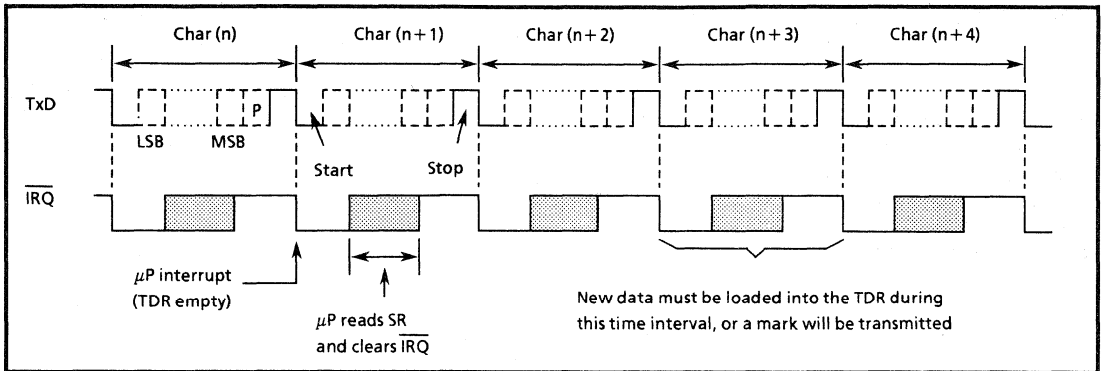 Char (n) Char (n + 1) Char (n + 2) Char (n + 3) Char (n + 4)
TxD
P
LSB MSB
Start Stop
IRQ
μP interrupt
(TDR empty)
μP reads SR
and clears IRQ
New data must be loaded into the TDR during
this time interval, or a mark will be transmitted